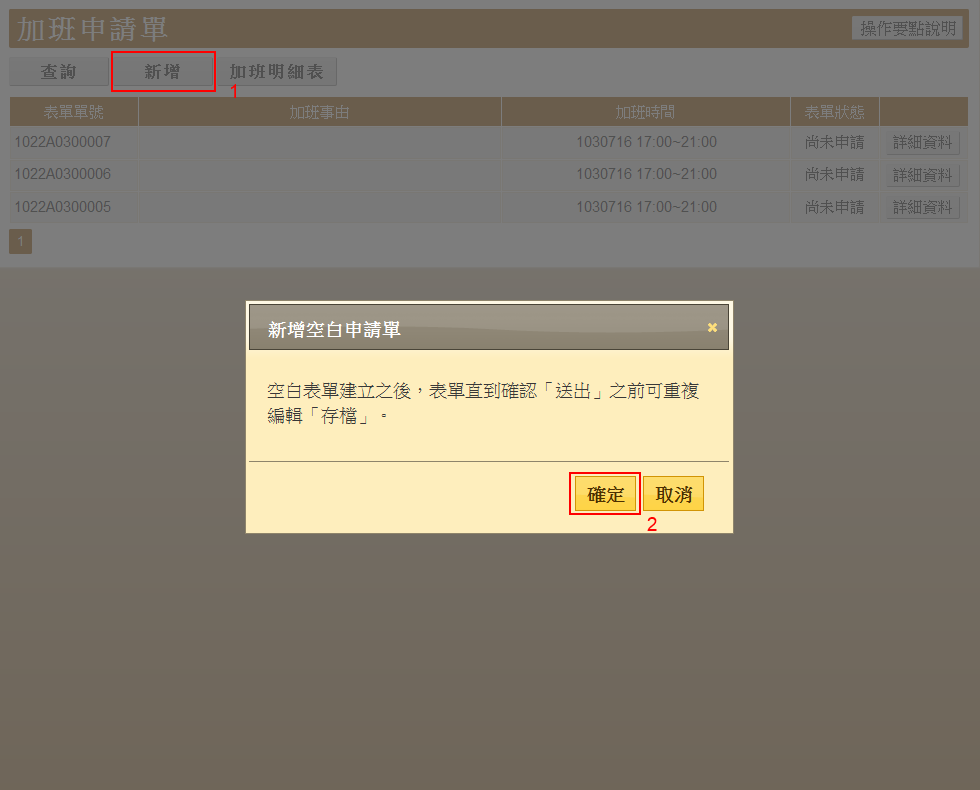 加班申請單 操作要點說明
查詢 新增 加班明細表
1
表單單號 加班事由 加班時間 表單狀態
1022A0300007 1030716 17:00~21:00 尚未申請 詳細資料
1022A0300006 1030716 17:00~21:00 尚未申請 詳細資料
1022A0300005 1030716 17:00~21:00 尚未申請 詳細資料
1
新增空白申請單
空白表單建立之後，表單直到確認「送出」之前可重複
編輯「存檔」。
確定 取消
2